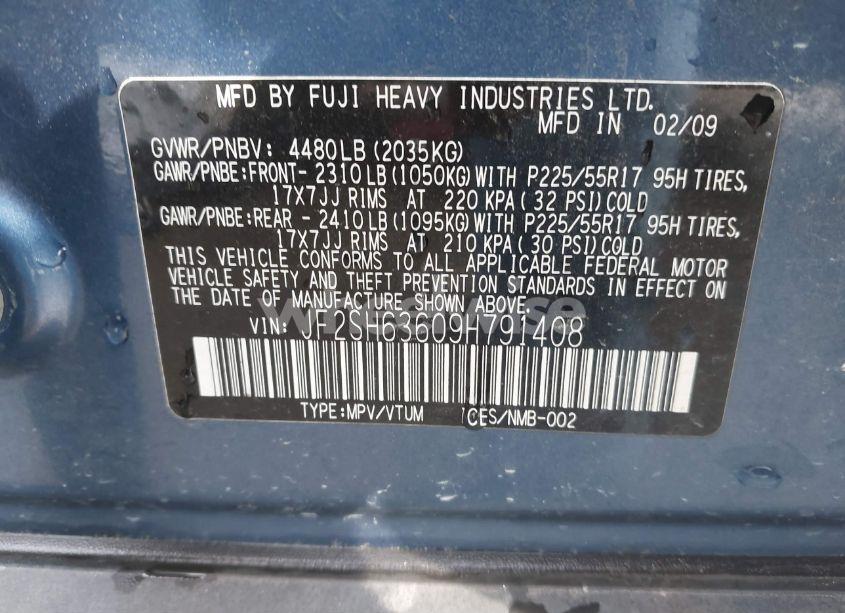 MFD BY FUJI HEAVY INDUSTRIES LTD.
MFD IN 02/09
GVWR/PNBV: 4480LB (2035KG)
GAWR/PNBE:FRONT- 2310LB (1050KG) WITH P225/55R17 95H TIRES,
17X7JJ RIMS AT 220 KPA ( 32 PSI) COLD
GAWR/PNBE:REAR - 2410LB (1095KG) WITH P225/55R17 95H TIRES,
17X7JJ RIMS AT 210 KPA ( 30 PSI) COLD
THIS VEHICLE CONFORMS TO ALL APPLICABLE FEDERAL MOTOR
VEHICLE SAFETY AND THEFT PREVENTION STANDARDS IN EFFECT ON
THE DATE OF MANUFACTURE SHOWN ABOVE.
VIN: JF2SH63609H791408
TYPE:MPV/VTUM ICES/NMB-002